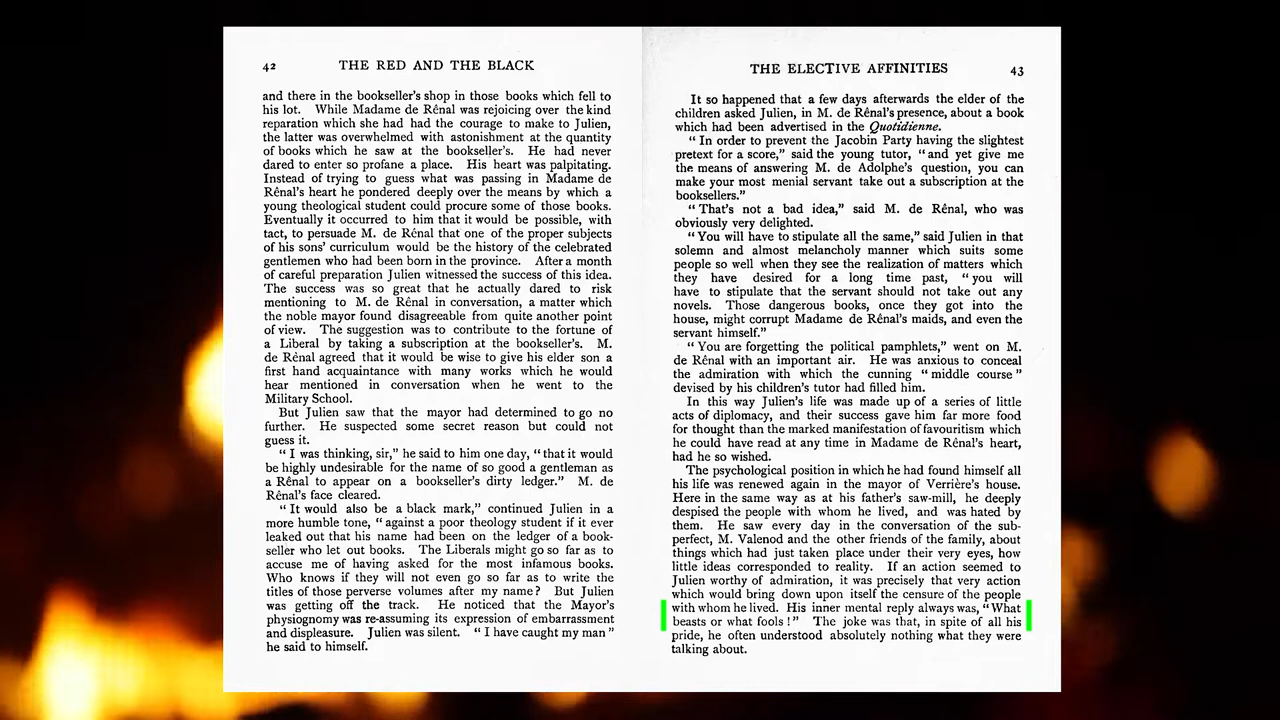 42
THE RED AND THE BLACK
and there in the bookseller's shop in those books which fell to
his lot. While Madame de Rênal was rejoicing over the kind
reparation which she had had the courage to make to Julien,
the latter was overwhelmed with astonishment at the quantity
of books which he saw at the bookseller's. He had never
dared to enter so profane a place. His heart was palpitating.
Instead of trying to guess what was passing in Madame de
Rênal's heart he pondered deeply over the means by which a
young theological student could procure some of those books.
Eventually it occurred to him that it would be possible, with
tact, to persuade M. de Rênal that one of the proper subjects
of his sons' curriculum would be the history of the celebrated
gentlemen who had been born in the province. After a month
of careful preparation Julien witnessed the success of this idea.
The success was so great that he actually dared to risk
mentioning to M. de Rênal in conversation, a matter which
the noble mayor found disagreeable from quite another point
of view. The suggestion was to contribute to the fortune of
a Liberal by taking a subscription at the bookseller's. M.
de Rênal agreed that it would be wise to give his elder son a
first hand acquaintance with many works which he would
hear mentioned in conversation when he went to the
Military School.
But Julien saw that the mayor had determined to go no
further. He suspected some secret reason but could not
guess it.
"I was thinking, sir," he said to him one day, "that it would
be highly undesirable for the name of so good a gentleman as
a Rênal to appear on a bookseller's dirty ledger." M. de
Rênal's face cleared.
"It would also be a black mark," continued Julien in a
more humble tone, "against a poor theology student if it ever
leaked out that his name had been on the ledger of a book-
seller who let out books. The Liberals might go so far as to
accuse me of having asked for the most infamous books.
Who knows if they will not even go so far as to write the
titles of those perverse volumes after my name? But Julien
was getting off the track. He noticed that the Mayor's
physiognomy was re-assuming its expression of embarrassment
and displeasure. Julien was silent. "I have caught my man"
he said to himself.
THE ELECTIVE AFFINITIES
43
It so happened that a few days afterwards the elder of the
children asked Julien, in M. de Rênal's presence, about a book
which had been advertised in the Quotidienne.
"In order to prevent the Jacobin Party having the slightest
pretext for a score," said the young tutor, "and yet give me
the means of answering M. de Adolphe's question, you can
make your most menial servant take out a subscription at the
booksellers."
"That's not a bad idea," said M. de Rênal, who was
obviously very delighted.
"You will have to stipulate all the same," said Julien in that
solemn and almost melancholy manner which suits some
people so well when they see the realization of matters which
they have desired for a long time past, "you will
have to stipulate that the servant should not take out any
novels. Those dangerous books, once they got into the
house, might corrupt Madame de Rênal's maids, and even the
servant himself."
"You are forgetting the political pamphlets," went on M.
de Rênal with an important air. He was anxious to conceal
the admiration with which the cunning "middle course"
devised by his children's tutor had filled him.
In this way Julien's life was made up of a series of little
acts of diplomacy, and their success gave him far more food
for thought than the marked manifestation of favouritism which
he could have read at any time in Madame de Rênal's heart,
had he so wished.
The psychological position in which he had found himself all
his life was renewed again in the mayor of Verrière's house.
Here in the same way as at his father's saw-mill, he deeply
despised the people with whom he lived, and was hated by
them. He saw every day in the conversation of the sub-
perfect, M. Valenod and the other friends of the family, about
things which had just taken place under their very eyes, how
little ideas corresponded to reality. If an action seemed to
Julien worthy of admiration, it was precisely that very action
which would bring down upon itself the censure of the people
with whom he lived. His inner mental reply always was, "What
beasts or what fools!" The joke was that, in spite of all his
pride, he often understood absolutely nothing what they were
talking about.